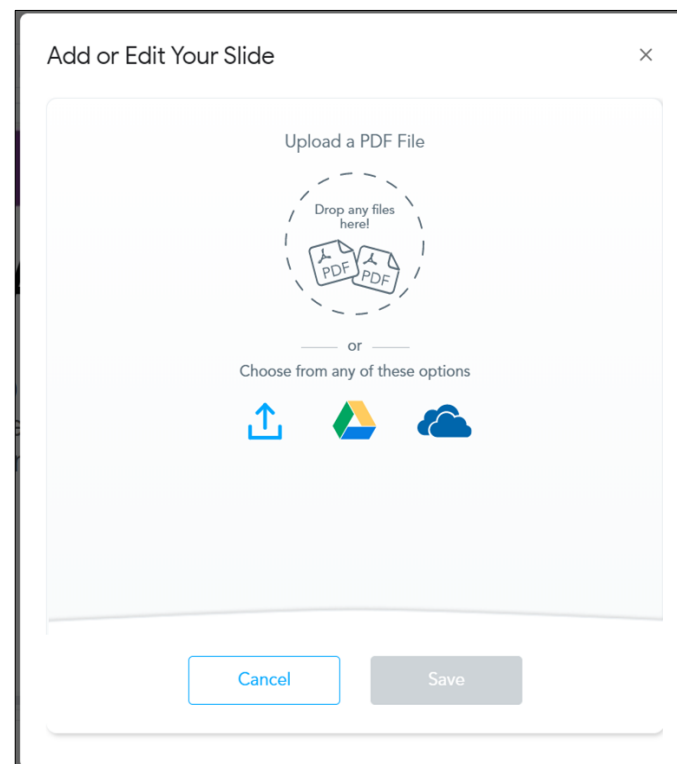 Add or Edit Your Slide
Upload a PDF File
Drop any files
here!
PDF
PDF
or
Choose from any of these options
Cancel
Save